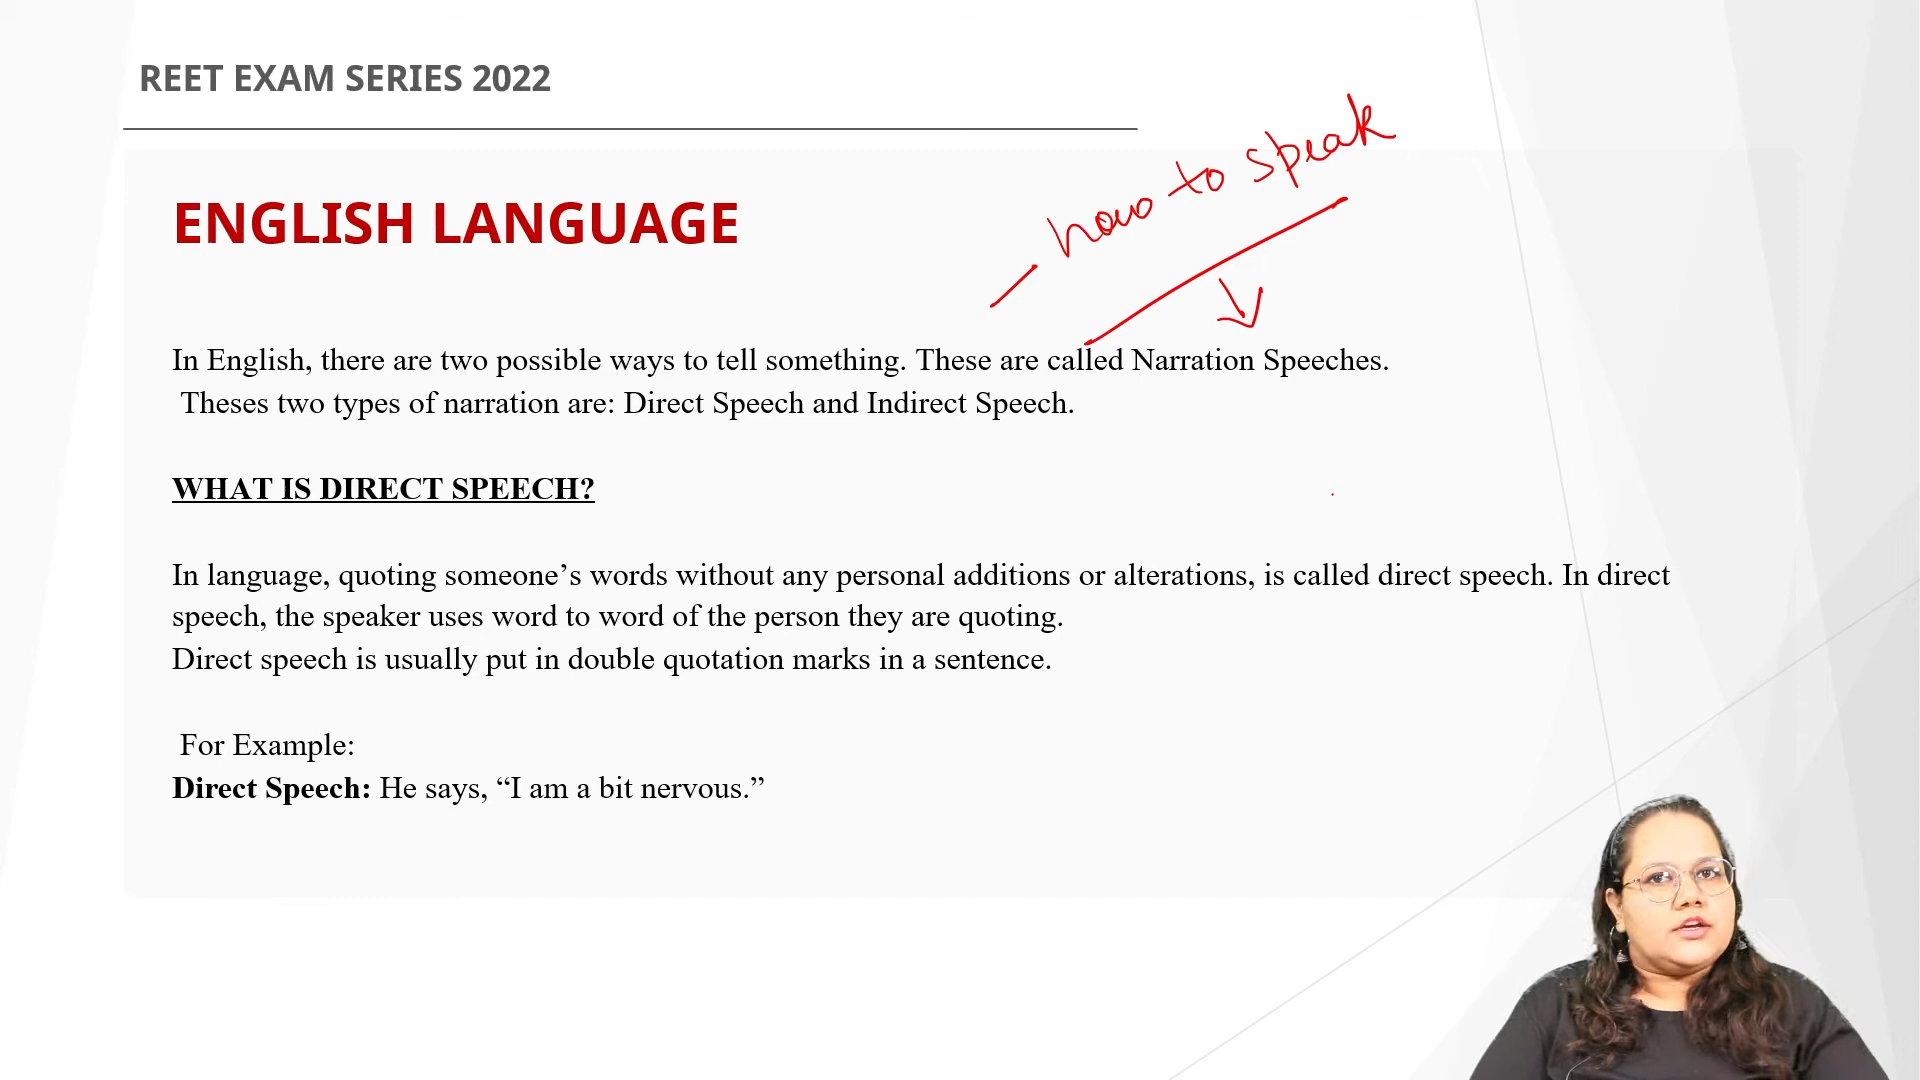 REET EXAM SERIES 2022
how to speak
ENGLISH LANGUAGE
In English, there are two possible ways to tell something. These are called Narration Speeches.
Theses two types of narration are: Direct Speech and Indirect Speech.
WHAT IS DIRECT SPEECH?
In language, quoting someone’s words without any personal additions or alterations, is called direct speech. In direct
speech, the speaker uses word to word of the person they are quoting.
Direct speech is usually put in double quotation marks in a sentence.
For Example:
Direct Speech: He says, “I am a bit nervous.”